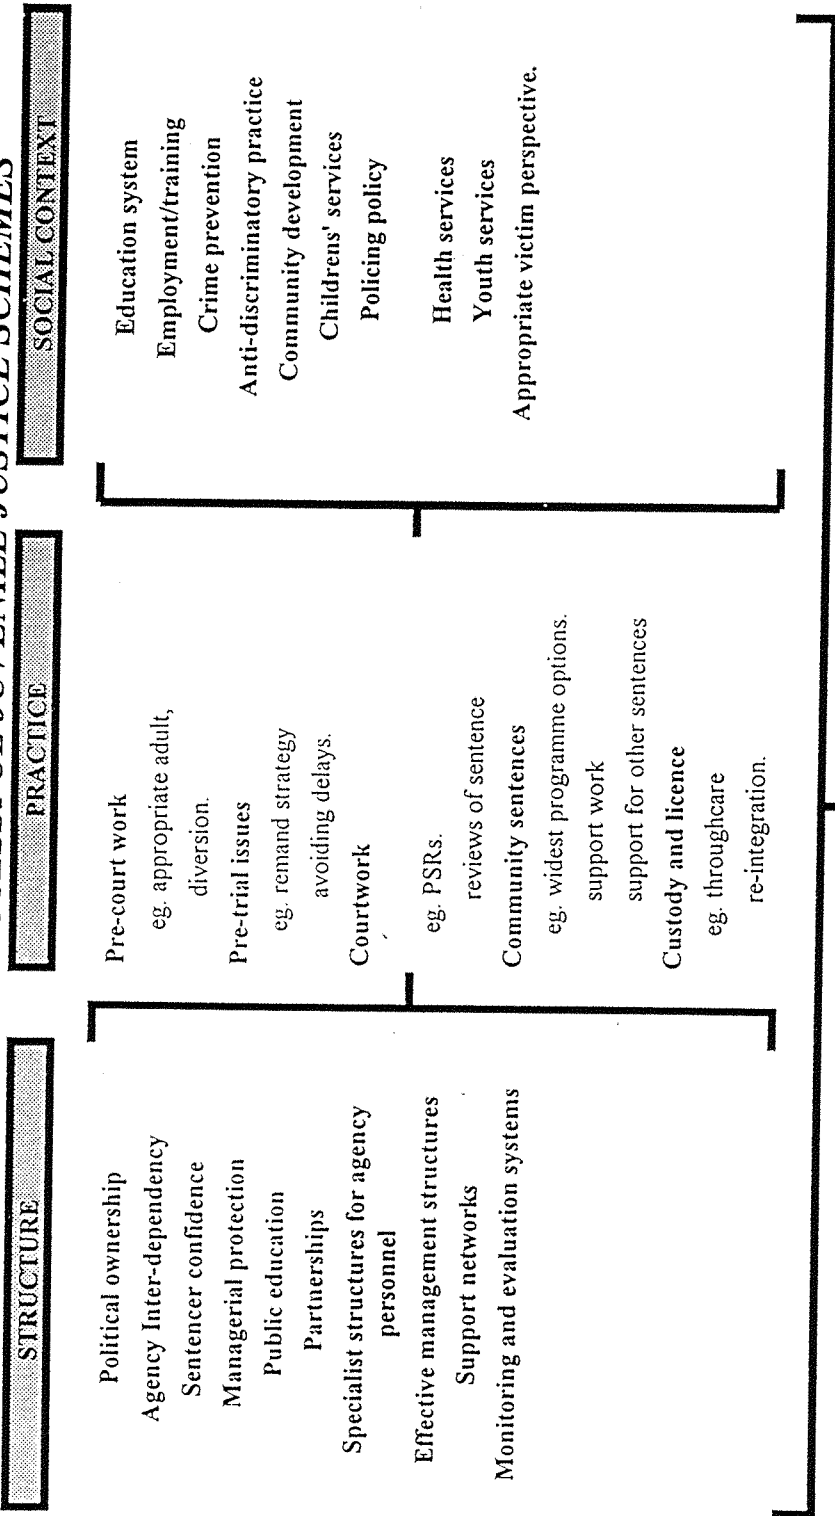 JUVENILE JUSTICE SCHEMES
STRUCTURE
Political ownership
Agency Inter-dependency
Sentencer confidence
Managerial protection
Public education
Partnerships
Specialist structures for agency
personnel
Effective management structures
Support networks
Monitoring and evaluation systems
PRACTICE
Pre-court work
eg. appropriate adult,
diversion.
Pre-trial issues
eg. remand strategy
avoiding delays.
Courtwork
eg. PSRs.
reviews of sentence
Community sentences
eg. widest programme options.
support work
support for other sentences
Custody and licence
eg. throughcare
re-integration.
SOCIAL CONTEXT
Education system
Employment/training
Crime prevention
Anti-discriminatory practice
Community development
Childrens' services
Policing policy
Health services
Youth services
Appropriate victim perspective.